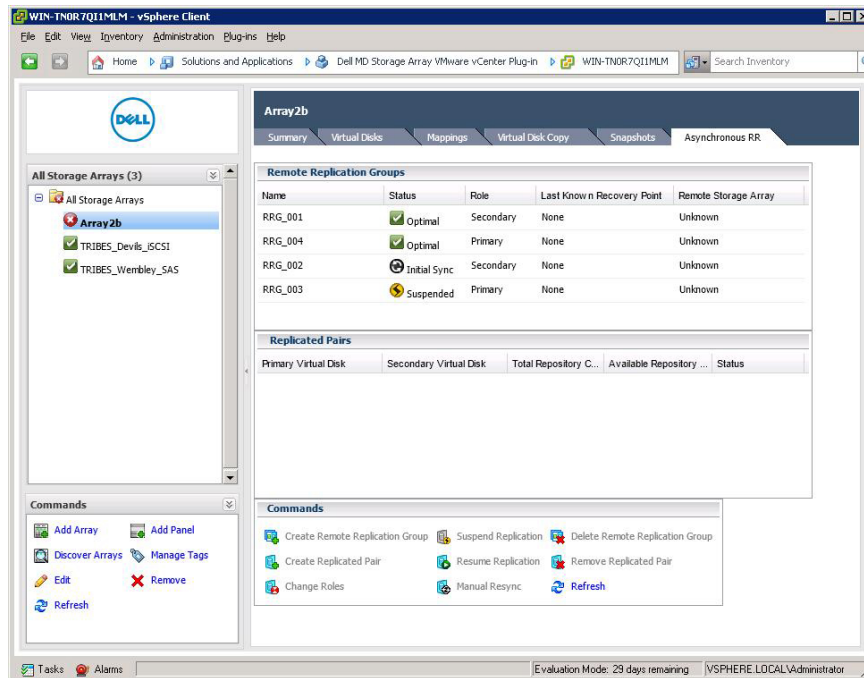 WIN-TN0R7QI1MLM - vSphere Client
File Edit View Inventory Administration Plug-ins Help
Home Solutions and Applications Dell MD Storage Array VMware vCenter Plug-in WIN-TN0R7QI1MLM Search Inventory
DELL
Array2b
Summary Virtual Disks Mappings Virtual Disk Copy Snapshots Asynchronous RR
All Storage Arrays (3)
All Storage Arrays
Array2b
TRIBES_Devils_iSCSI
TRIBES_Wembley_SAS
Remote Replication Groups
Name Status Role Last Known Recovery Point Remote Storage Array
RRG_001 Optimal Secondary None Unknown
RRG_004 Optimal Primary None Unknown
RRG_002 Initial Sync Secondary None Unknown
RRG_003 Suspended Primary None Unknown
Replicated Pairs
Primary Virtual Disk Secondary Virtual Disk Total Repository C... Available Repository ... Status
Commands
Add Array Add Panel
Discover Arrays Manage Tags
Edit Remove
Refresh
Commands
Create Remote Replication Group Suspend Replication Delete Remote Replication Group
Create Replicated Pair Resume Replication Remove Replicated Pair
Change Roles Manual Resync Refresh
Tasks Alarms Evaluation Mode: 29 days remaining VSPHERE.LOCAL\Administrator